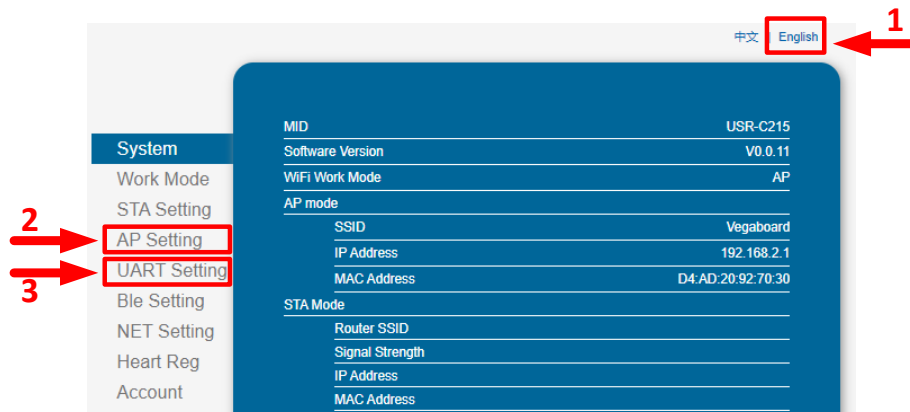 1
中文 | English
MID USR-C215
System
Software Version V0.0.11
Work Mode
WiFi Work Mode AP
STA Setting
AP mode
2
SSID Vegaboard
AP Setting
IP Address 192.168.2.1
UART Setting
MAC Address D4:AD:20:92:70:30
3
Ble Setting
STA Mode
NET Setting
Router SSID
Signal Strength
Heart Reg
IP Address
Account
MAC Address